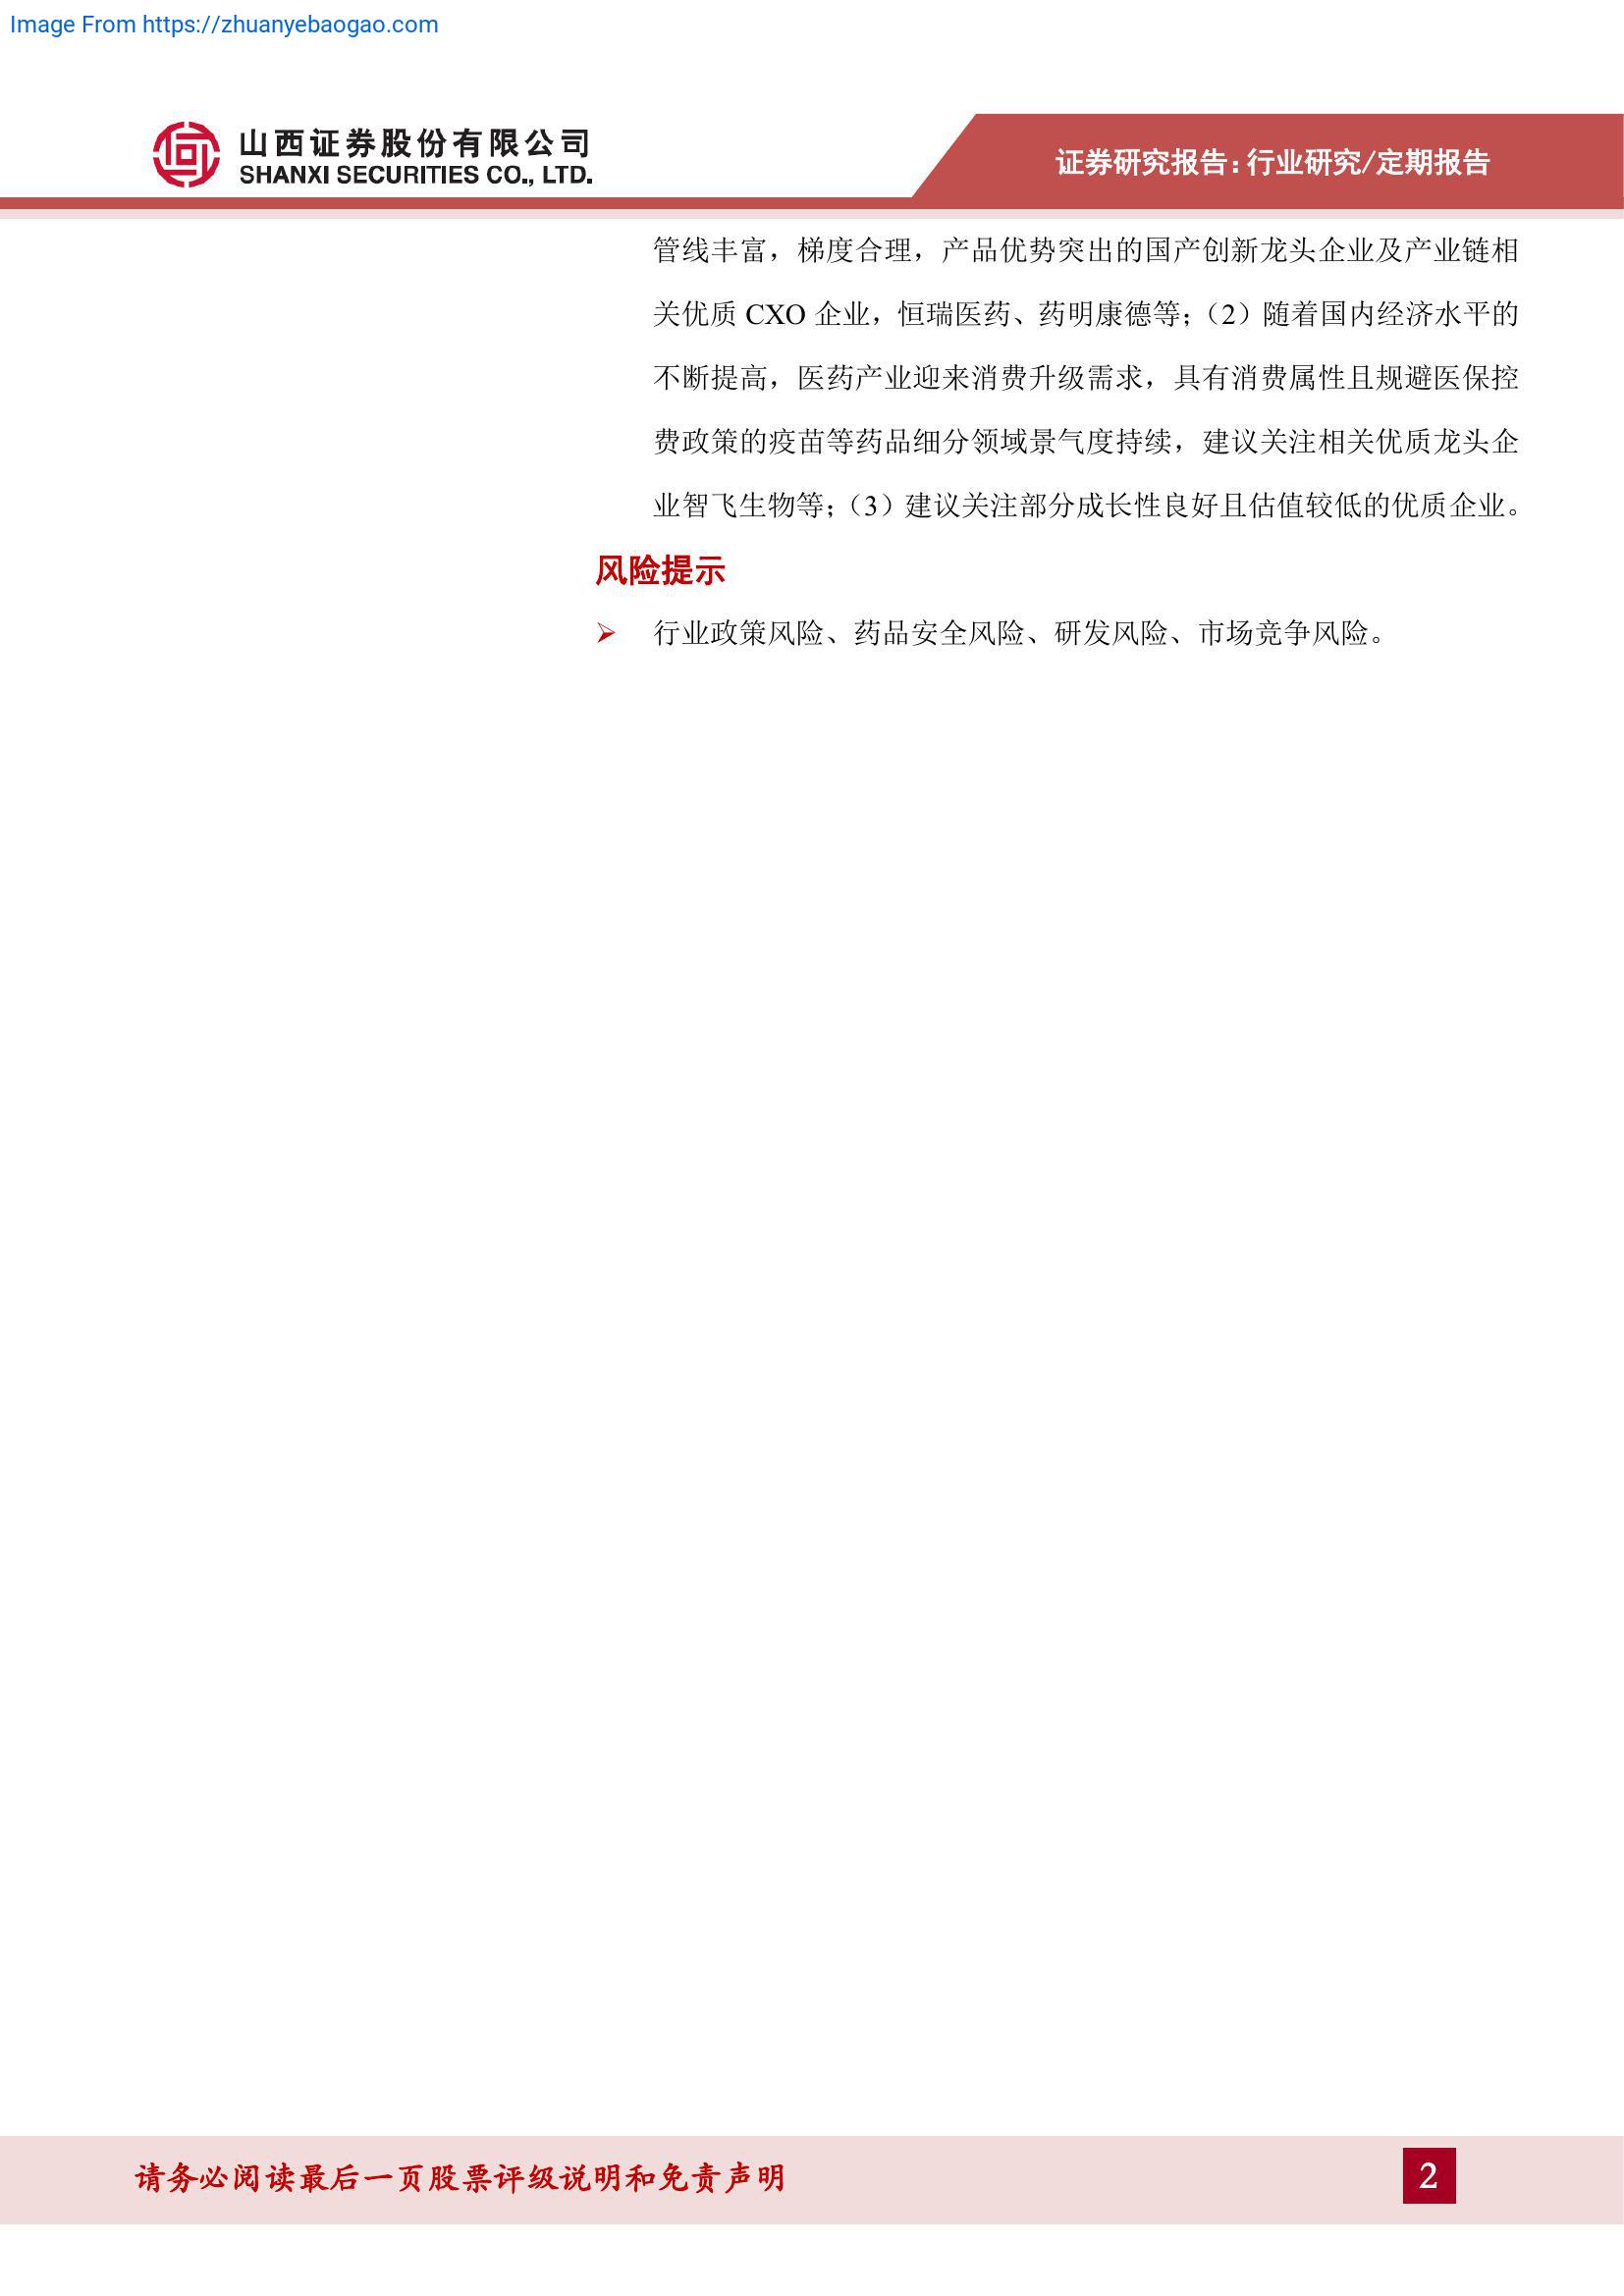 Image From https://zhuanyebaogao.com
山西证券股份有限公司
SHANXI SECURITIES CO., LTD.
证券研究报告：行业研究/定期报告
管线丰富，梯度合理，产品优势突出的国产创新龙头企业及产业链相
关优质 CXO 企业，恒瑞医药、药明康德等；（2）随着国内经济水平的
不断提高，医药产业迎来消费升级需求，具有消费属性且规避医保控
费政策的疫苗等药品细分领域景气度持续，建议关注相关优质龙头企
业智飞生物等；（3）建议关注部分成长性良好且估值较低的优质企业。
风险提示
行业政策风险、药品安全风险、研发风险、市场竞争风险。
请务必阅读最后一页股票评级说明和免责声明
2